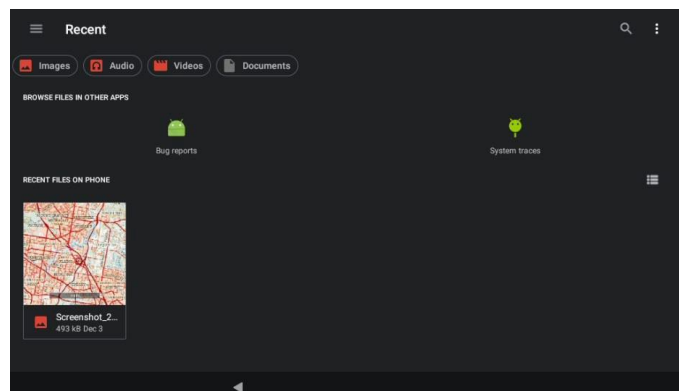 Recent
Images Audio Videos Documents
BROWSE FILES IN OTHER APPS
Bug reports System traces
RECENT FILES ON PHONE
Screenshot_2...
493 kB Dec 3